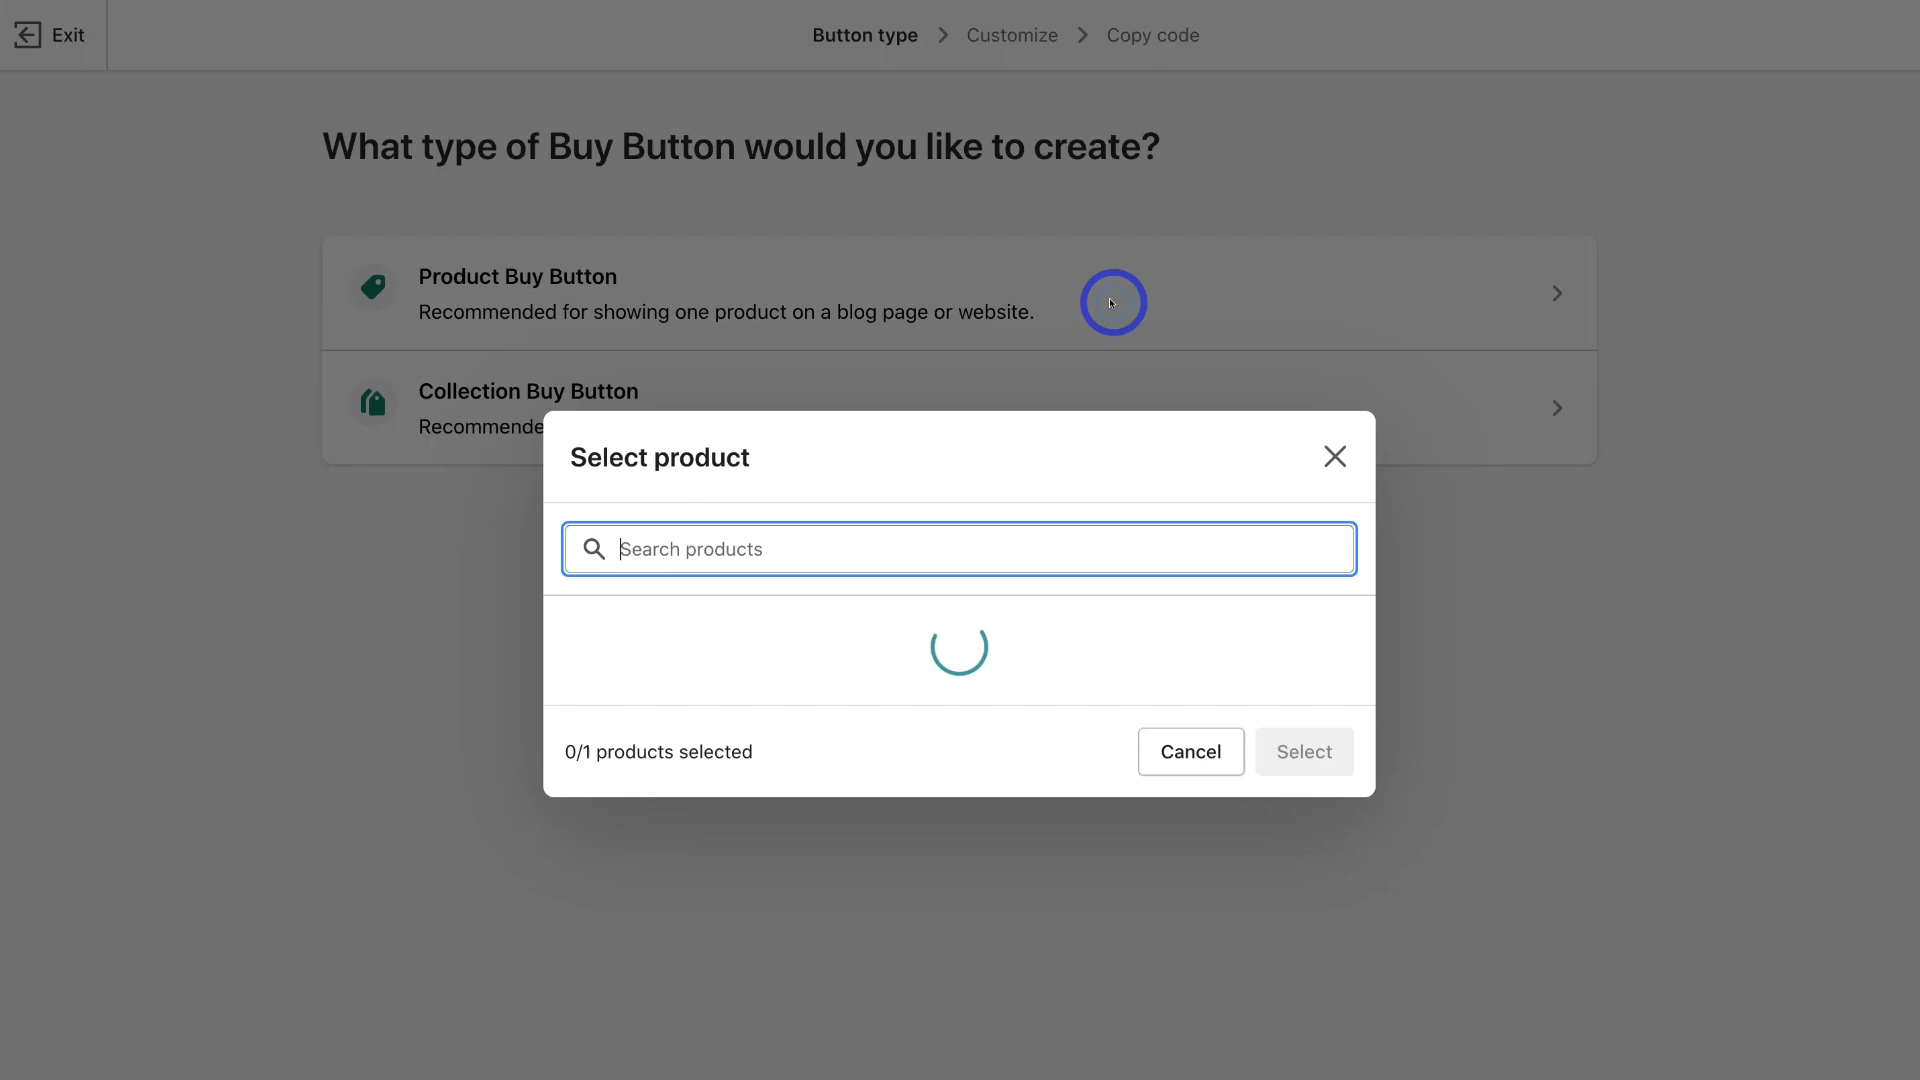 Exit
Button type
Customize
Copy code
What type of Buy Button would you like to create?
Product Buy Button
Recommended for showing one product on a blog page or website.
Collection Buy Button
Recommende
Select product
Search products
0/1 products selected
Cancel
Select